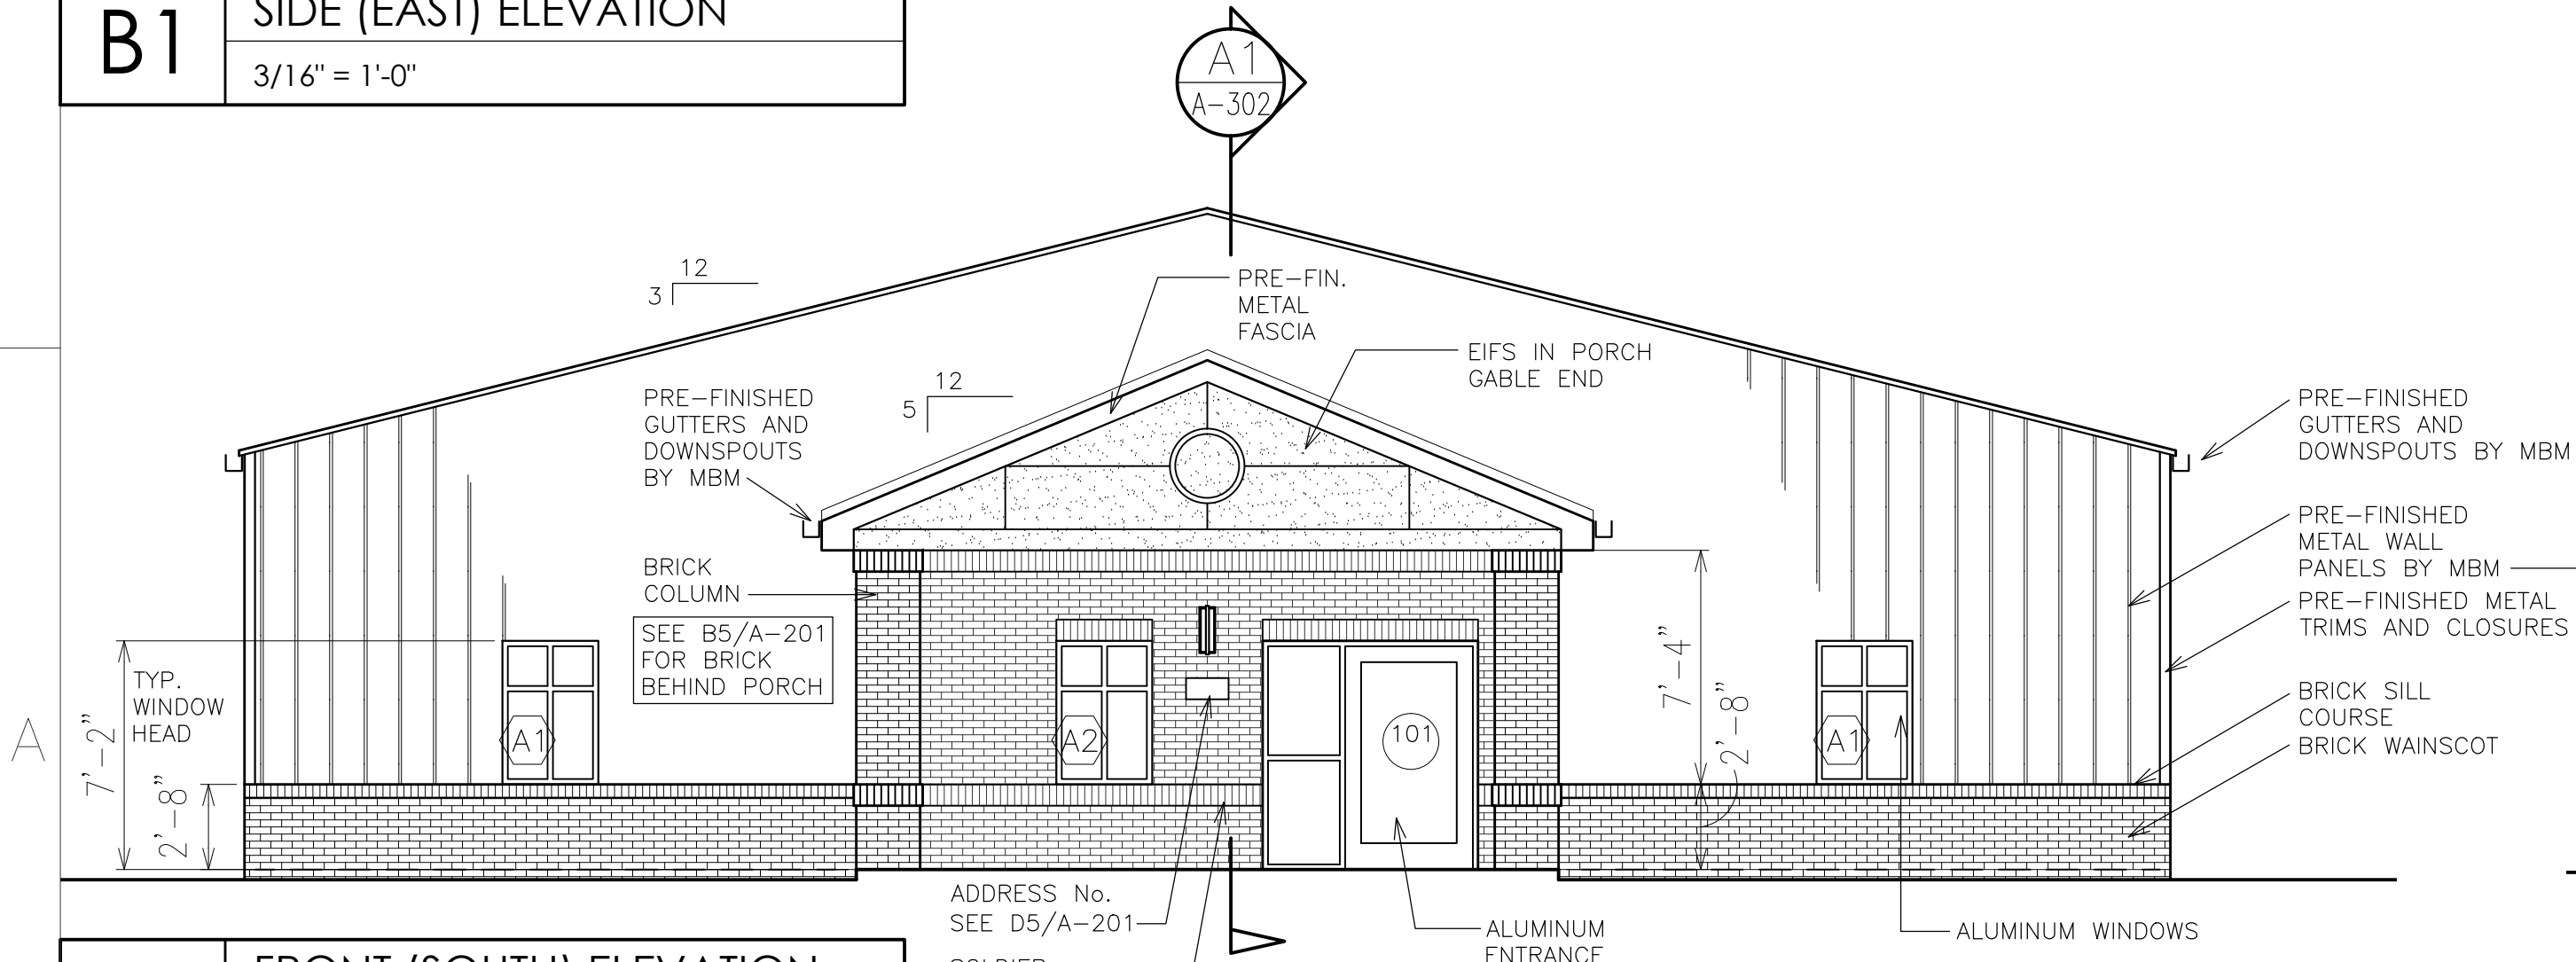 B1
SIDE (EAST) ELEVATION
3/16" = 1'-0"
A1
A-302
12
3
PRE-FIN.
METAL
FASCIA
12
5
EIFS IN PORCH
GABLE END
PRE-FINISHED
GUTTERS AND
DOWNSPOUTS
BY MBM
PRE-FINISHED
GUTTERS AND
DOWNSPOUTS BY MBM
PRE-FINISHED
METAL WALL
PANELS BY MBM
PRE-FINISHED METAL
TRIMS AND CLOSURES
BRICK SILL
COURSE
BRICK WAINSCOT
BRICK
COLUMN
SEE B5/A-201
FOR BRICK
BEHIND PORCH
TYP.
WINDOW
HEAD
7'-2"
2'-8"
A
A1
A2
101
7'-4"
2'-8"
A1
ADDRESS No.
SEE D5/A-201
ALUMINUM
ENTRANCE
ALUMINUM WINDOWS
SOLDIER
FRONT (SOUTH) ELEVATION